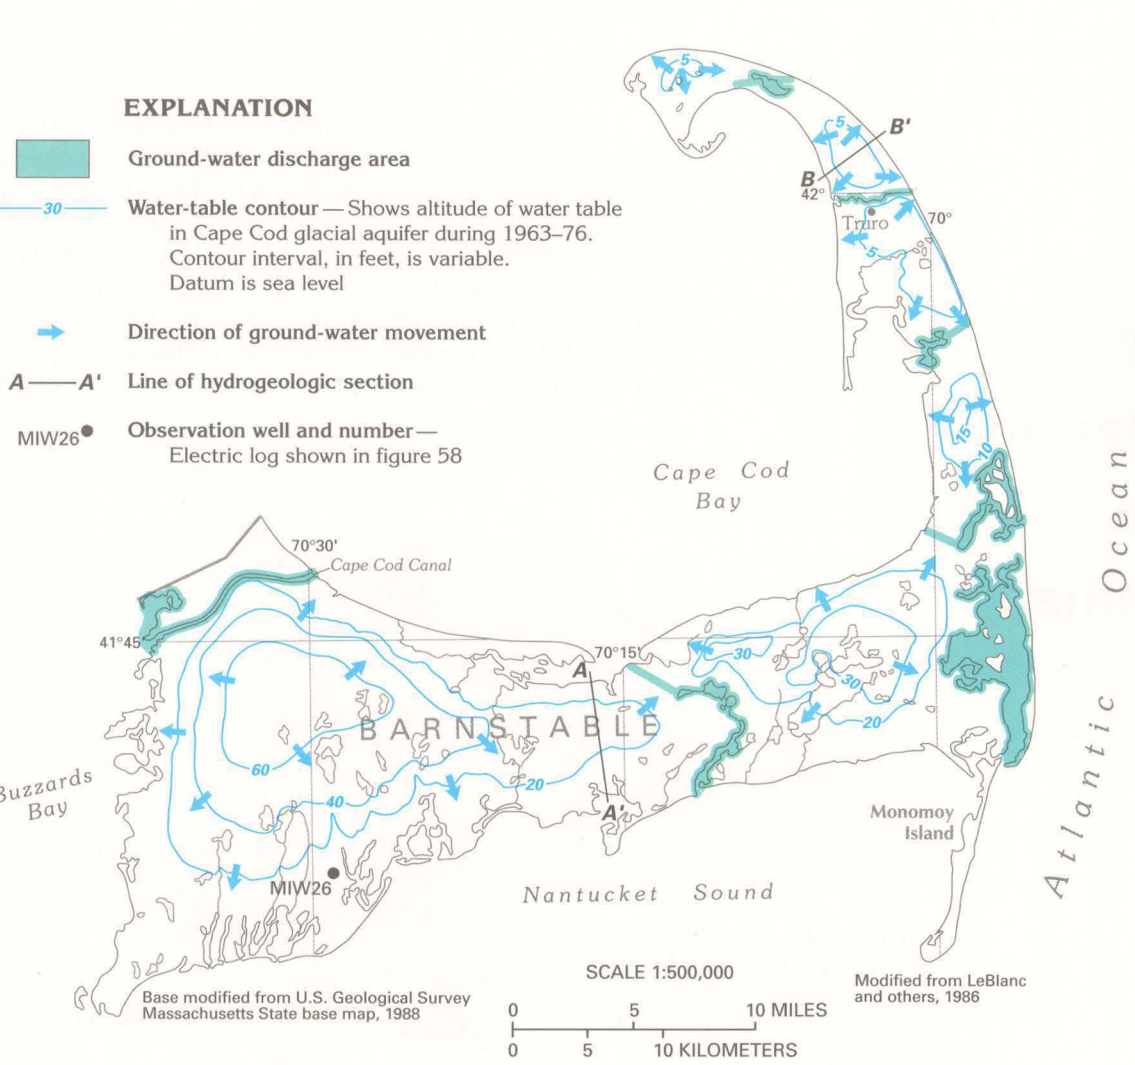 EXPLANATION
Ground-water discharge area
30
Water-table contour — Shows altitude of water table
in Cape Cod glacial aquifer during 1963–76.
Contour interval, in feet, is variable.
Datum is sea level
Direction of ground-water movement
A A'
Line of hydrogeologic section
MIW26
Observation well and number —
Electric log shown in figure 58
5
5
B'
B
42°
Truro
70°
5
15
10
Cape Cod
Bay
Atlantic Ocean
70°30'
Cape Cod Canal
41°45'
70°15'
A
30
30
20
BARNSTABLE
60
40
20
A'
Buzzards
Bay
MIW26
Monomoy
Island
Nantucket Sound
SCALE 1:500,000
0 5 10 MILES
0 5 10 KILOMETERS
Base modified from U.S. Geological Survey
Massachusetts State base map, 1988
Modified from LeBlanc
and others, 1986